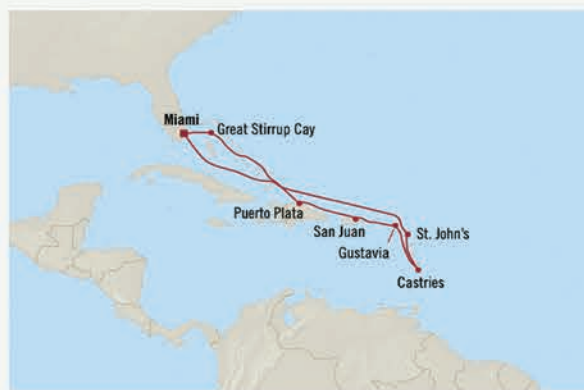 Miami
Great Stirrup Cay
Puerto Plata
San Juan
Gustavia
St. John's
Castries